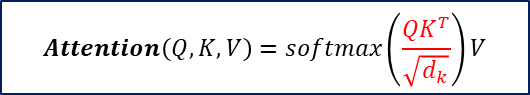 Attention(Q, K, V) = softmax(QK^T / √d_k)V